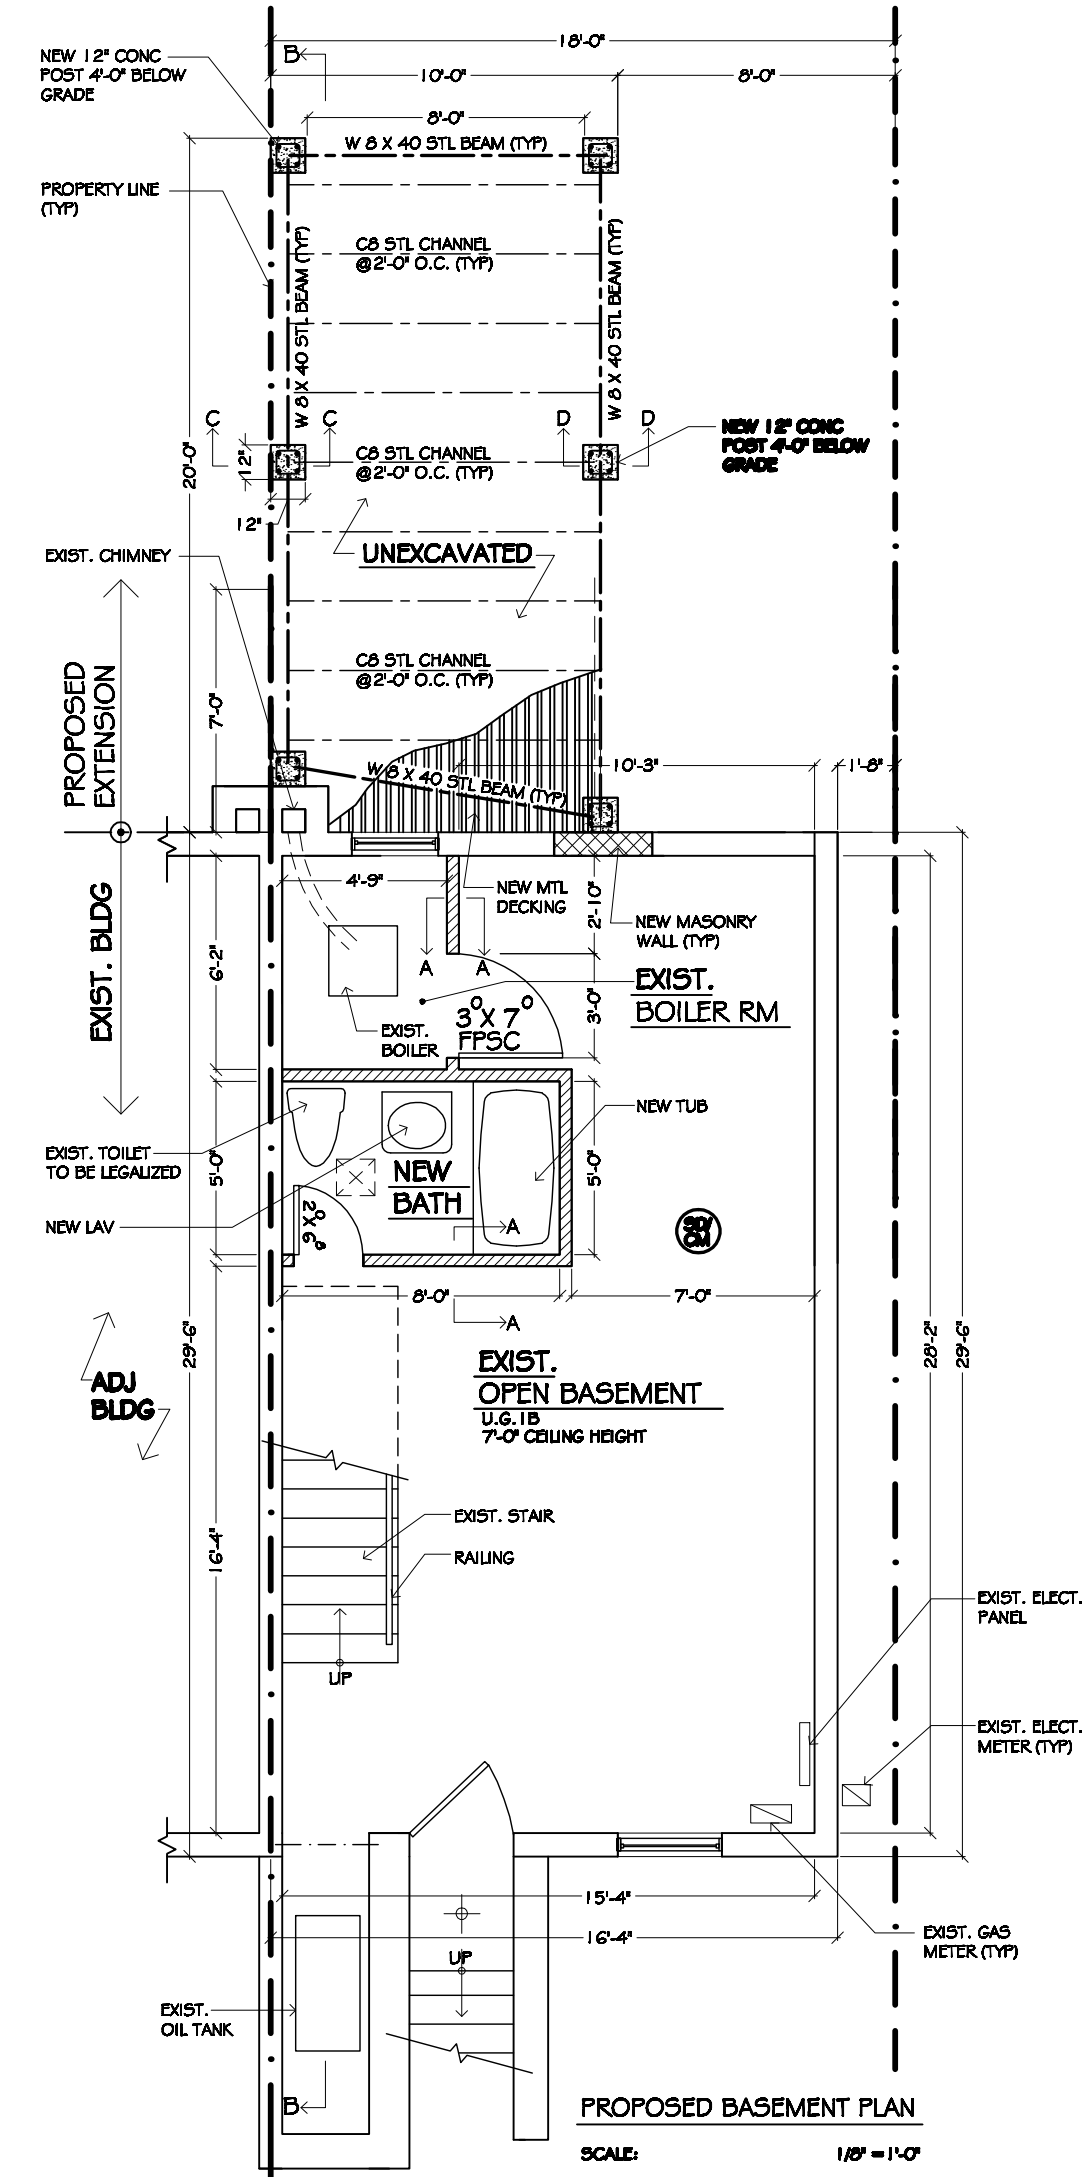 18'-0"
B
10'-0"
8'-0"
NEW 12" CONC
POST 4'-0" BELOW
GRADE
8'-0"
W 8 X 40 STL BEAM (TYP)
PROPERTY LINE
(TYP)
W 8 X 40 STL BEAM (TYP)
W 8 X 40 STL BEAM (TYP)
C8 STL CHANNEL
@2'-0" O.C. (TYP)
C
C
D
D
NEW 12" CONC
POST 4'-0" BELOW
GRADE
20'-0"
12"
C8 STL CHANNEL
@2'-0" O.C. (TYP)
12"
EXIST. CHIMNEY
UNEXCAVATED
C8 STL CHANNEL
@2'-0" O.C. (TYP)
PROPOSED
EXTENSION
7'-0"
W 8 X 40 STL BEAM (TYP)
10'-3"
1'-8"
4'-9"
NEW MTL
DECKING
2'-10"
NEW MASONRY
WALL (TYP)
EXIST. BLDG
6'-2"
A
A
EXIST.
BOILER RM
3'-0"
3⁰ X 7⁰
FPSC
EXIST.
BOILER
NEW TUB
EXIST. TOILET
TO BE LEGALIZED
5'-0"
5'-0"
NEW
BATH
NEW LAV
2⁰ X 6⁸
A
SD/
CM
8'-0"
7'-0"
A
29'-6"
28'-2"
29'-6"
ADJ
BLDG
EXIST.
OPEN BASEMENT
U.G.1B
7'-0" CEILING HEIGHT
16'-4"
EXIST. STAIR
RAILING
UP
EXIST. ELECT.
PANEL
EXIST. ELECT.
METER (TYP)
15'-4"
16'-4"
EXIST. GAS
METER (TYP)
UP
EXIST.
OIL TANK
B
PROPOSED BASEMENT PLAN
SCALE: 1/8" = 1'-0"